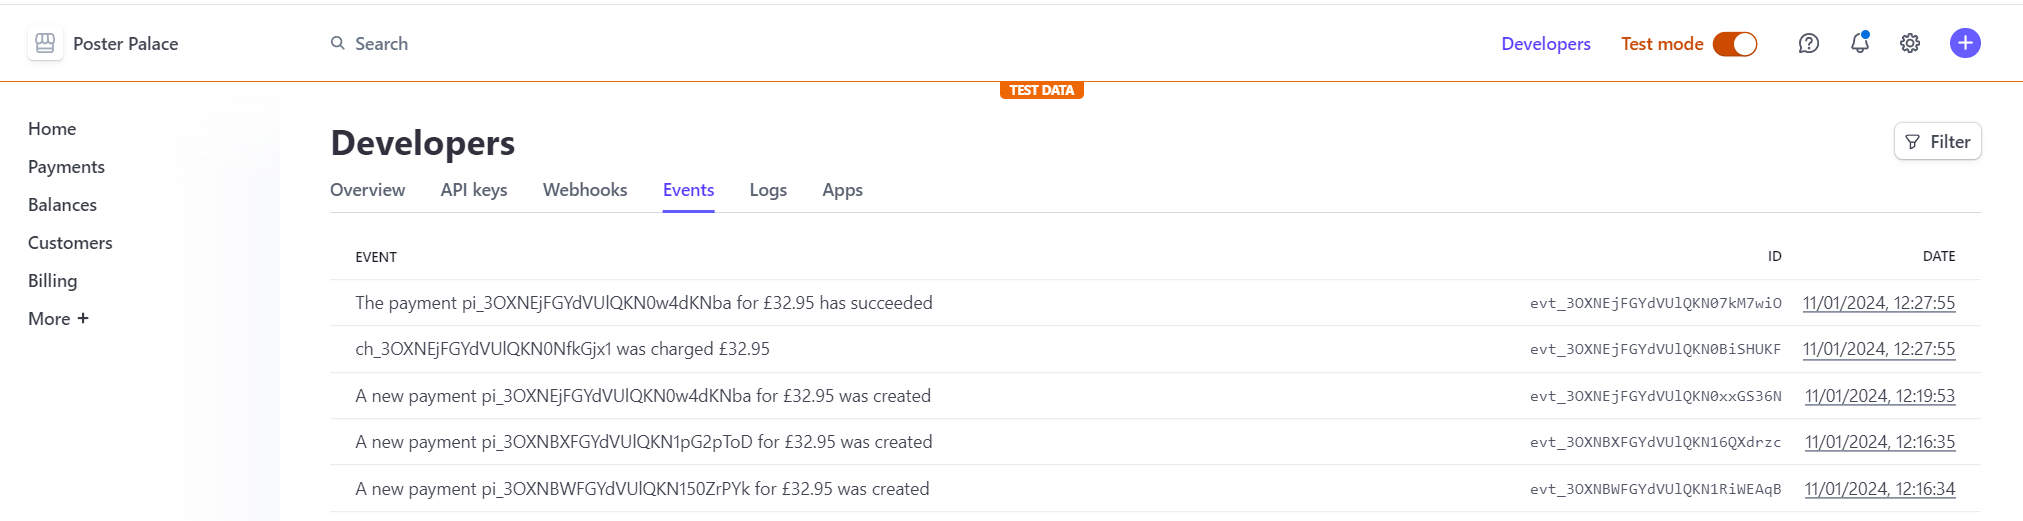 Poster Palace
Search
Developers
Test mode
TEST DATA
Home
Payments
Balances
Customers
Billing
More +
Developers
Filter
Overview API keys Webhooks Events Logs Apps
EVENT ID DATE
The payment pi_3OXNEjFGYdVUlQKN0w4dKNba for £32.95 has succeeded evt_3OXNEjFGYdVUlQKN07kM7wiO 11/01/2024, 12:27:55
ch_3OXNEjFGYdVUlQKN0NfkGjx1 was charged £32.95 evt_3OXNEjFGYdVUlQKN0BiSHUKF 11/01/2024, 12:27:55
A new payment pi_3OXNEjFGYdVUlQKN0w4dKNba for £32.95 was created evt_3OXNEjFGYdVUlQKN0xxGS36N 11/01/2024, 12:19:53
A new payment pi_3OXNBXFGYdVUlQKN1pG2pToD for £32.95 was created evt_3OXNBXFGYdVUlQKN16QXdrzc 11/01/2024, 12:16:35
A new payment pi_3OXNBWFGYdVUlQKN150ZrPYk for £32.95 was created evt_3OXNBWFGYdVUlQKN1RiWEAqB 11/01/2024, 12:16:34